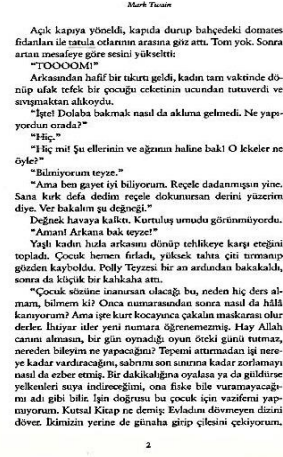 Mark Twain
Açık kapıya yöneldi, kapıda durup bahçedeki domates
fidanları ile tatula otlarının arasına göz attı. Tom yok. Sonra
artan mesafeye göre sesini yükseltti:
“TOOOOM!”
Arkasından hafif bir tıkırtı geldi, kadın tam vaktinde dö-
nüp ufak tefek bir çocuğu ceketinin ucundan tutuverdi ve
sıvışmaktan alıkoydu.
“İşte! Dolaba bakmak nasıl da aklıma gelmedi. Ne yapı-
yordun orada?”
“Hiç.”
“Hiç mi! Şu ellerinin ve ağzının haline bak! O lekeler ne
öyle?”
“Bilmiyorum teyze.”
“Ama ben gayet iyi biliyorum. Reçele dadanmışsın yine.
Sana kırk defa dedim reçele dokunursan derini yüzerim
diye. Ver bakalım şu değneği.”
Değnek havaya kalktı. Kurtuluş umudu görünmüyordu.
“Aman! Arkana bak teyze!”
Yaşlı kadın hızla arkasını dönüp tehlikeye karşı eteğini
topladı. Çocuk hemen fırladı, yüksek tahta çiti tırmanıp
gözden kayboldu. Polly Teyzesi bir an ardından bakakaldı,
sonra da küçük bir kahkaha attı.
“Çocuk sözüne inanırsan olacağı bu, neden hiç ders al-
mam, bilmem ki? Onca numarasından sonra nasıl da hâlâ
kanıyorum? Ama işte kurt kocayınca çakalın maskarası olur
derler. İhtiyar itler yeni numara öğrenemezmiş. Hay Allah
canımı almasın, bir gün oynadığı oyun öteki günü tutmaz,
nereden bileyim ne yapacağını? Tepemi attırmadan işi nere-
ye kadar vardıracağını, sabrımı son sınırına kadar zorlamayı
nasıl da ezber etmiş. Bir dakikalığına oyalasa ya da güldürse
yelkenleri suya indireceğimi, ona fiske bile vuramayacağı-
mı adı gibi bilir. İşin doğrusu bu çocuk için vazifemi yap-
mıyorum. Kutsal Kitap ne demiş: Evladını dövmeyen dizini
döver. İkimizin yerine de günaha girip çilesini çekiyorum.
2